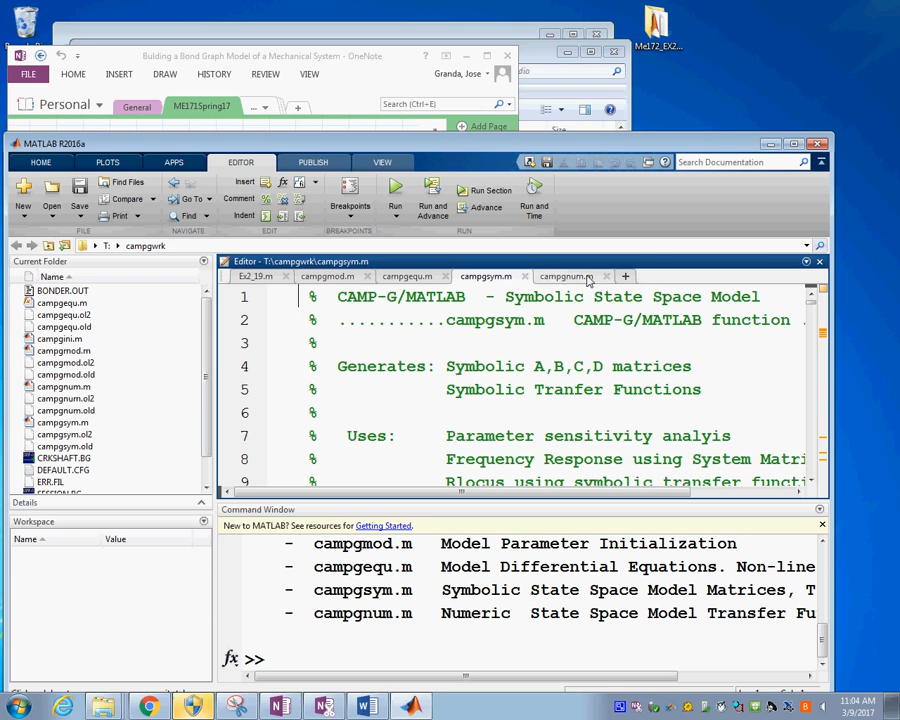 Me172_EX2...
Bulding a Bond Graph Model of a Mechanical System - OneNote
FILE HOME INSERT DRAW HISTORY REVIEW VIEW Granda, Jose
Personal General ME171Spring17 ... Search (Ctrl+E)
Add Page
Size
MATLAB R2016a
HOME PLOTS APPS EDITOR PUBLISH VIEW Search Documentation
Find Files Insert fx
New Open Save Compare Go To Comment Breakpoints Run Run and Advance Run Section Advance Run and Time
Print Find Indent
FILE NAVIGATE EDIT BREAKPOINTS RUN
T: campgwrk
Current Folder
Name
BONDER.OUT
campgequ.m
campgequ.ol2
campgequ.old
campgini.m
campgmod.m
campgmod.ol2
campgmod.old
campgnum.m
campgnum.ol2
campgnum.old
campgsym.m
campgsym.ol2
campgsym.old
CRKSHAFT.BG
DEFAULT.CFG
ERR.FIL
Details
Workspace
Name Value
Editor - T:\campgwrk\campgsym.m
Ex2_19.m campgmod.m campgequ.m campgsym.m campgnum.m
1 % CAMP-G/MATLAB - Symbolic State Space Model
2 % ...........campgsym.m CAMP-G/MATLAB function .
3 %
4 % Generates: Symbolic A,B,C,D matrices
5 % Symbolic Tranfer Functions
6 %
7 % Uses: Parameter sensitivity analyis
8 % Frequency Response using System Matri
9 % Rlocus using symbolic transfer functi
Command Window
New to MATLAB? See resources for Getting Started.
- campgmod.m Model Parameter Initialization
- campgequ.m Model Differential Equations. Non-line
- campgsym.m Symbolic State Space Model Matrices, T
- campgnum.m Numeric State Space Model Transfer Fu
fx >>
11:04 AM
3/9/2017